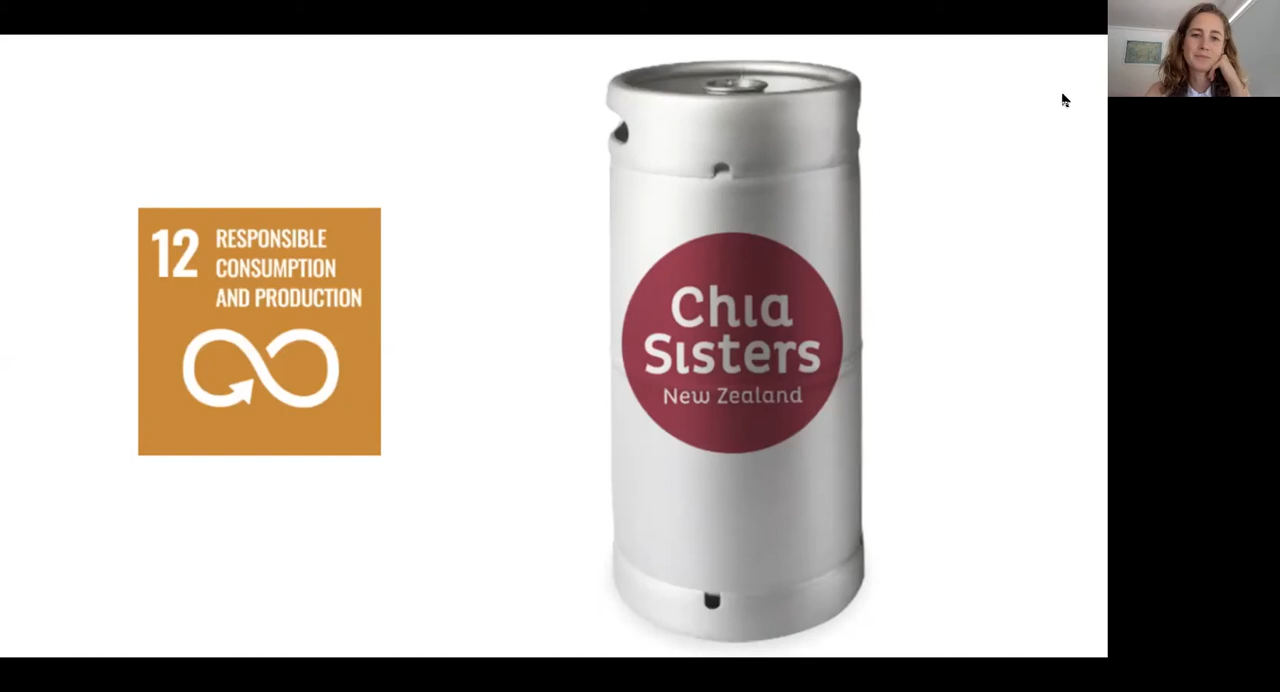 12
RESPONSIBLE
CONSUMPTION
AND PRODUCTION
Chia
Sisters
New Zealand